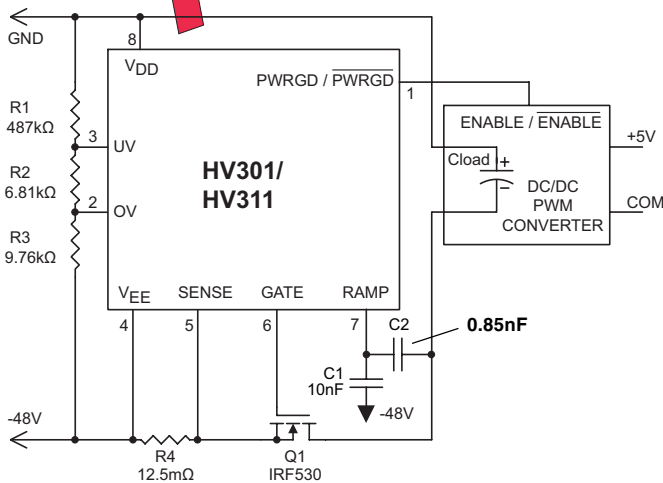 GND
8
VDD
PWRGD / PWRGD
1
R1
487kΩ
3
UV
ENABLE / ENABLE
+5V
R2
6.81kΩ
HV301/
HV311
Cload
+
–
DC/DC
PWM
CONVERTER
COM
2
OV
R3
9.76kΩ
VEE
SENSE
GATE
RAMP
4
5
6
7
C2
0.85nF
C1
10nF
-48V
-48V
R4
12.5mΩ
Q1
IRF530